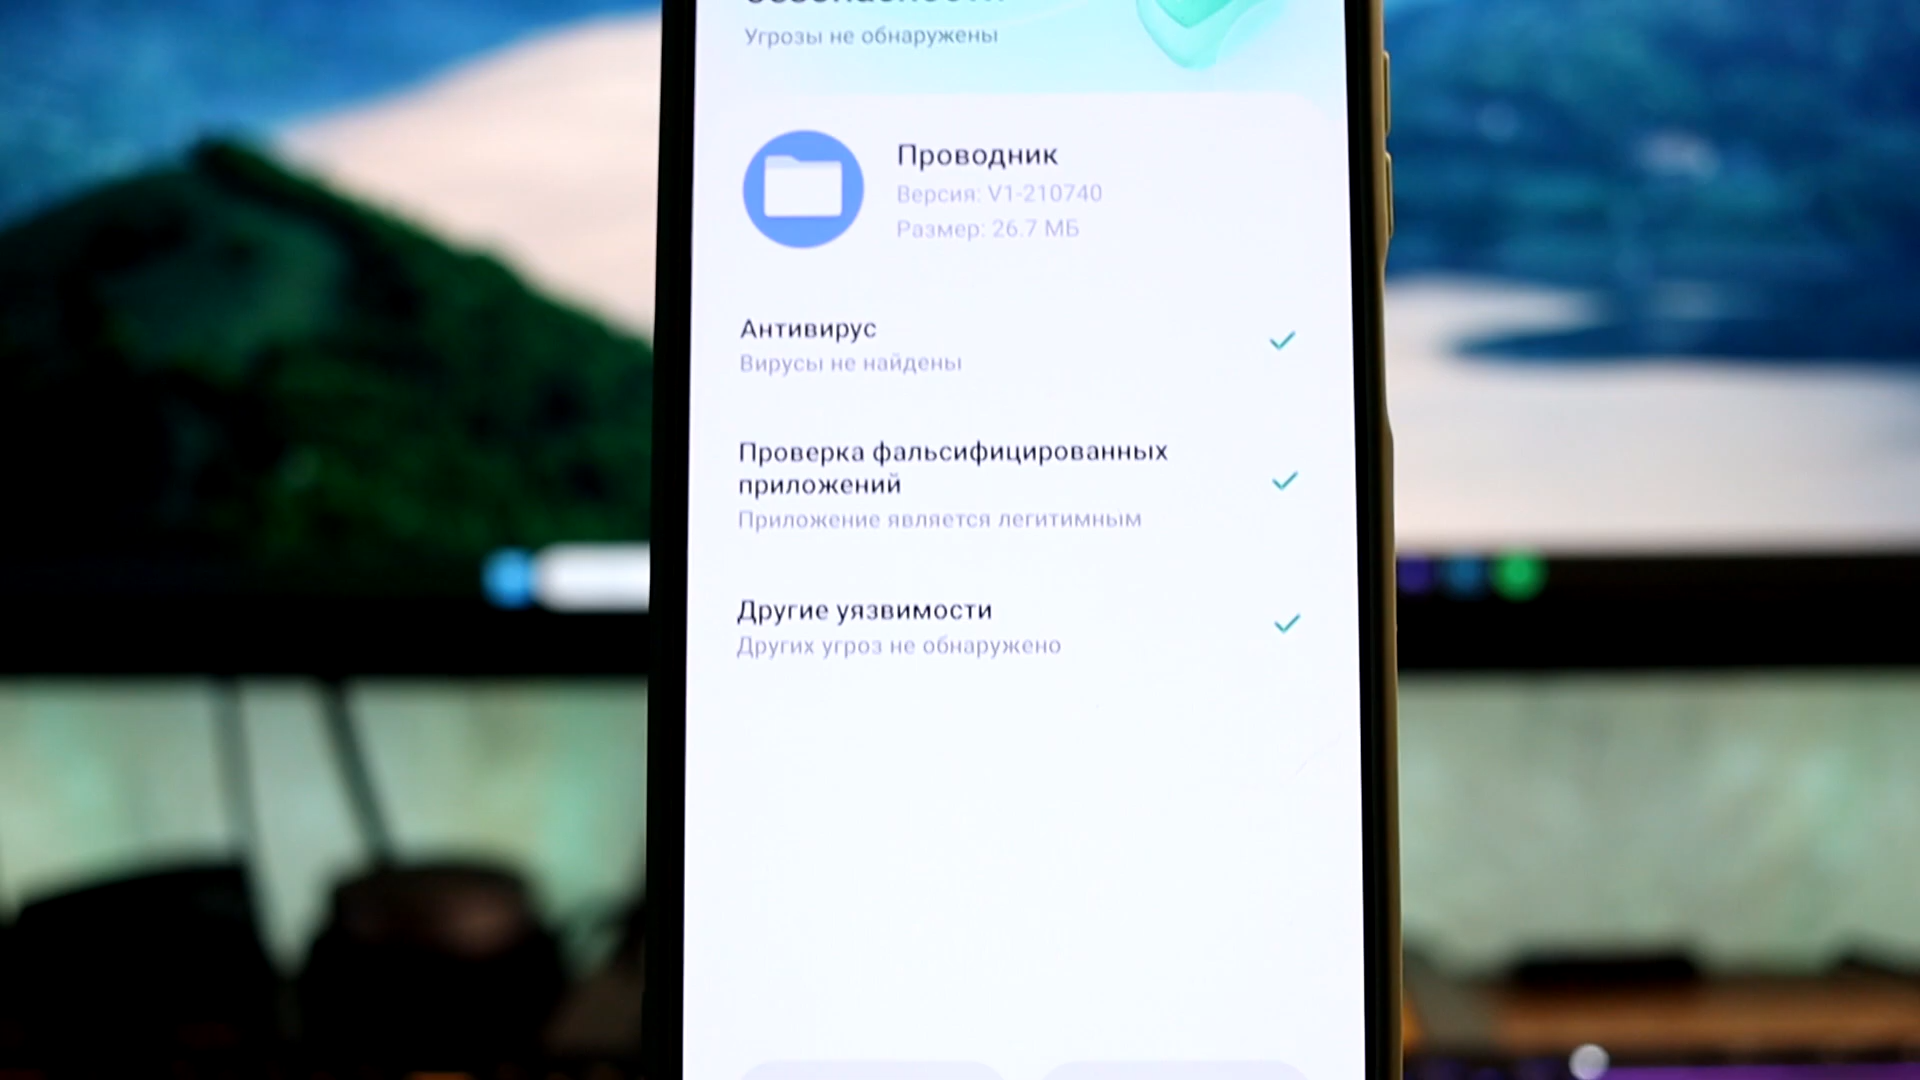 Угрозы не обнаружены
Проводник
Версия: V1-210740
Размер: 26.7 МБ
Антивирус
Вирусы не найдены
Проверка фальсифицированных
приложений
Приложение является легитимным
Другие уязвимости
Других угроз не обнаружено